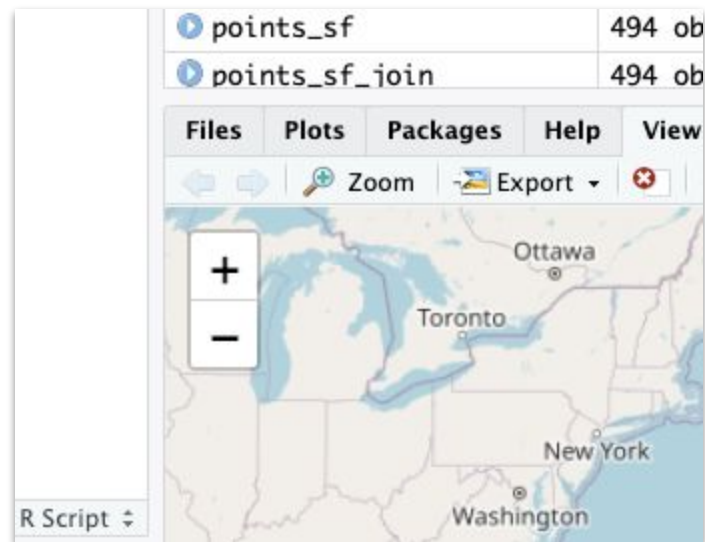 points_sf 494 ob
points_sf_join 494 ob
Files Plots Packages Help View
Zoom Export
+
Ottawa
Toronto
−
New York
R Script
Washington